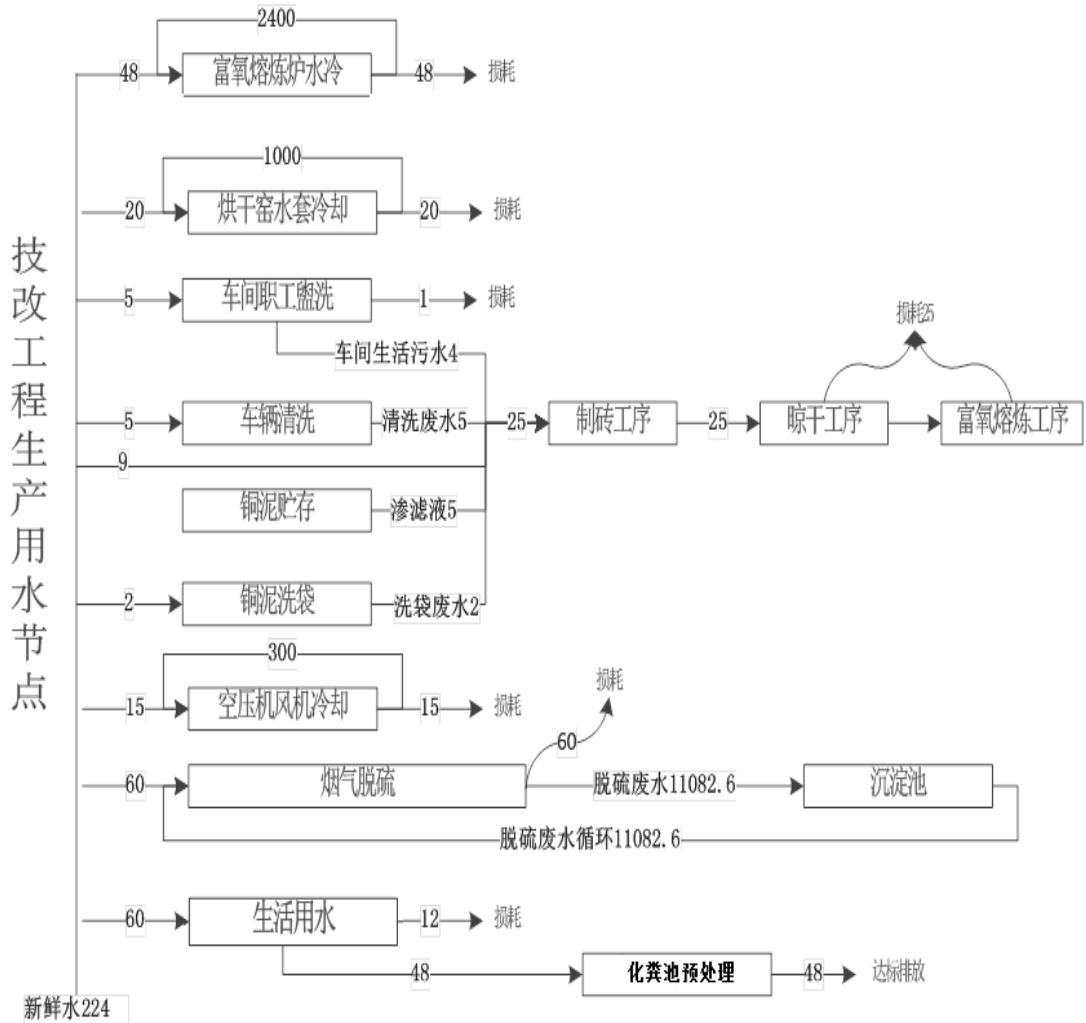 技改工程生产用水节点
2400
48
富氧熔炼炉水冷
48
损耗
1000
20
烘干窑水套冷却
20
损耗
5
车间职工盥洗
1
损耗
车间生活污水4
损耗25
5
车辆清洗
清洗废水5
25
制砖工序
25
晾干工序
富氧熔炼工序
9
铜泥贮存
渗滤液5
2
铜泥洗袋
洗袋废水2
300
15
空压机风机冷却
15
损耗
损耗
60
60
烟气脱硫
脱硫废水11082.6
沉淀池
脱硫废水循环11082.6
60
生活用水
12
损耗
48
化粪池预处理
48
达标排放
新鲜水224